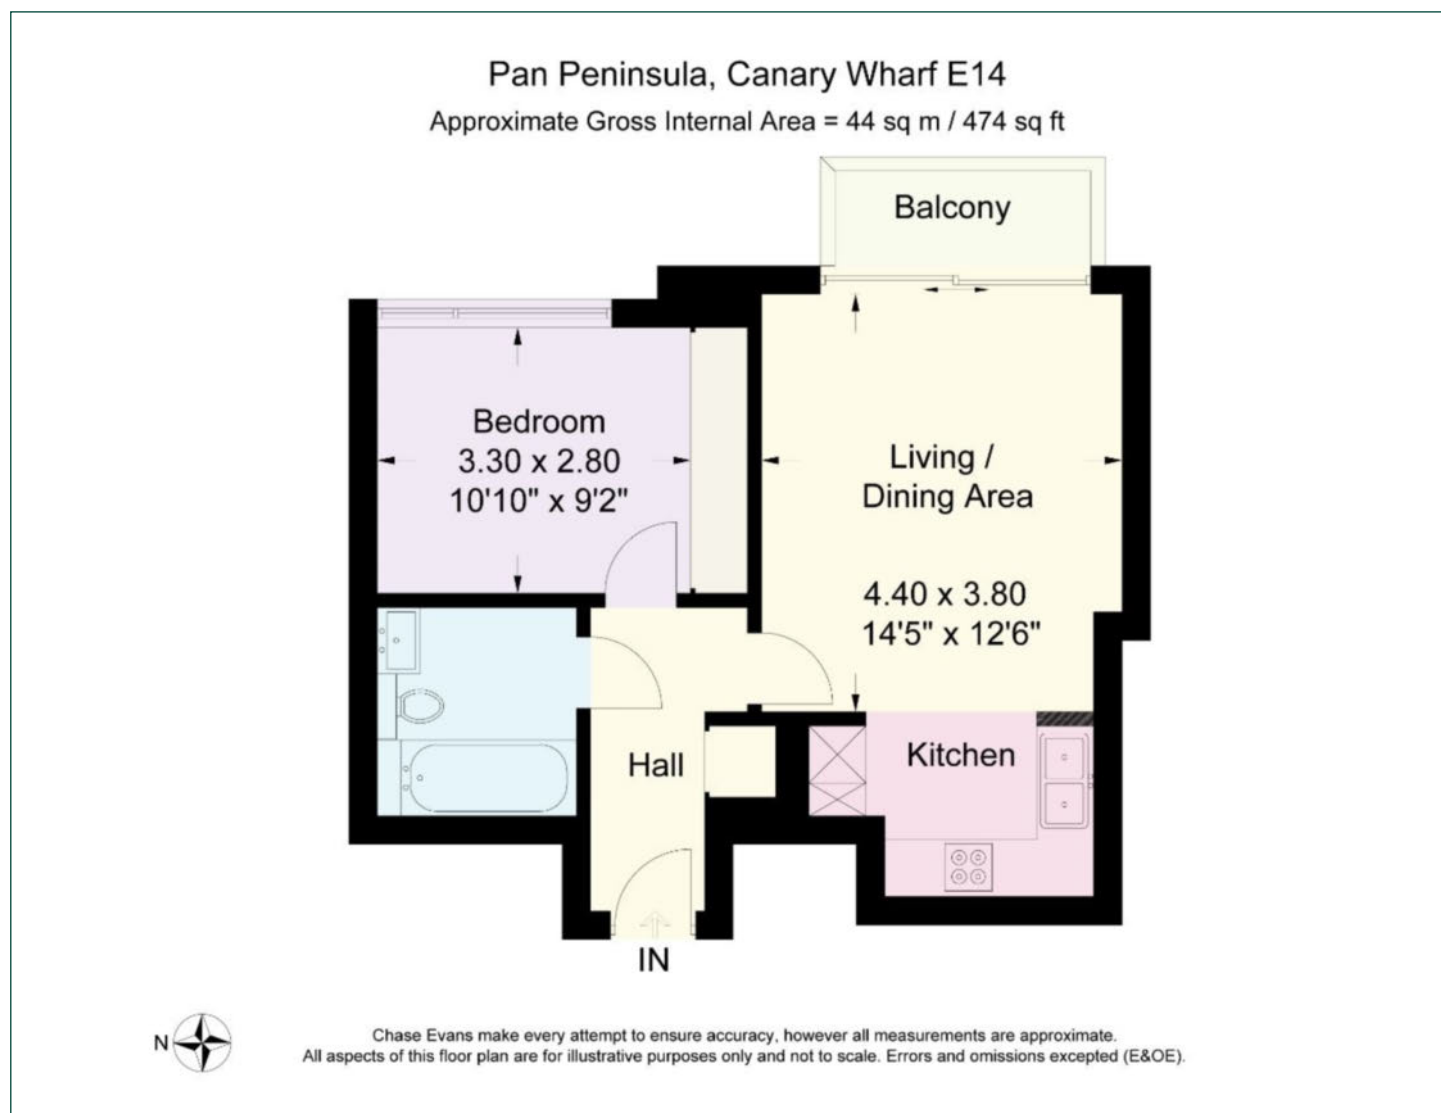 Pan Peninsula, Canary Wharf E14
Approximate Gross Internal Area = 44 sq m / 474 sq ft
Balcony
Bedroom
3.30 x 2.80
10'10" x 9'2"
Living /
Dining Area
4.40 x 3.80
14'5" x 12'6"
Hall
Kitchen
IN
N
Chase Evans make every attempt to ensure accuracy, however all measurements are approximate.
All aspects of this floor plan are for illustrative purposes only and not to scale. Errors and omissions excepted (E&OE).